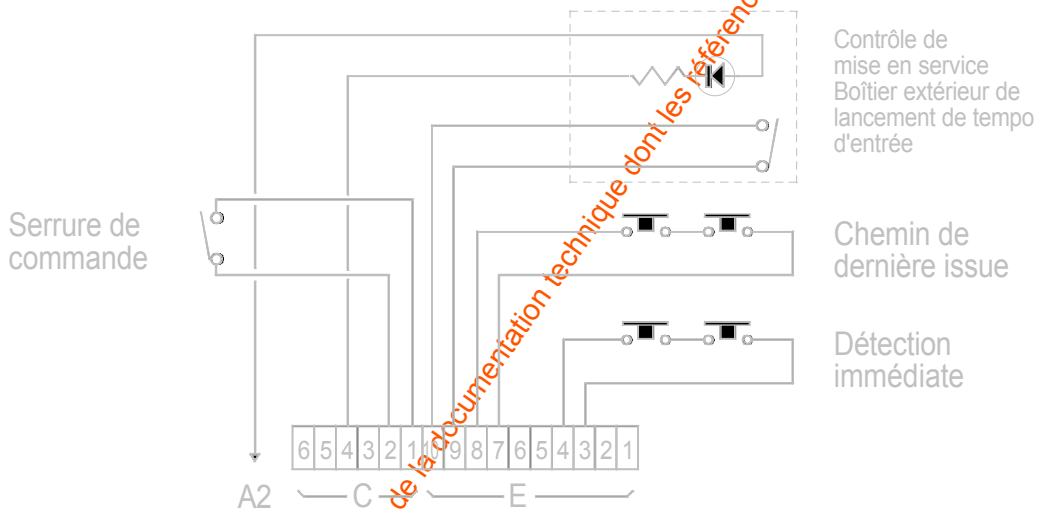 Contrôle de
mise en service
Boîtier extérieur de
lancement de tempo
d'entrée
Serrure de
commande
Chemin de
dernière issue
Détection
immédiate
de la documentation technique dont les référenc
6 5 4 3 2 1 10 9 8 7 6 5 4 3 2 1
A2 C E